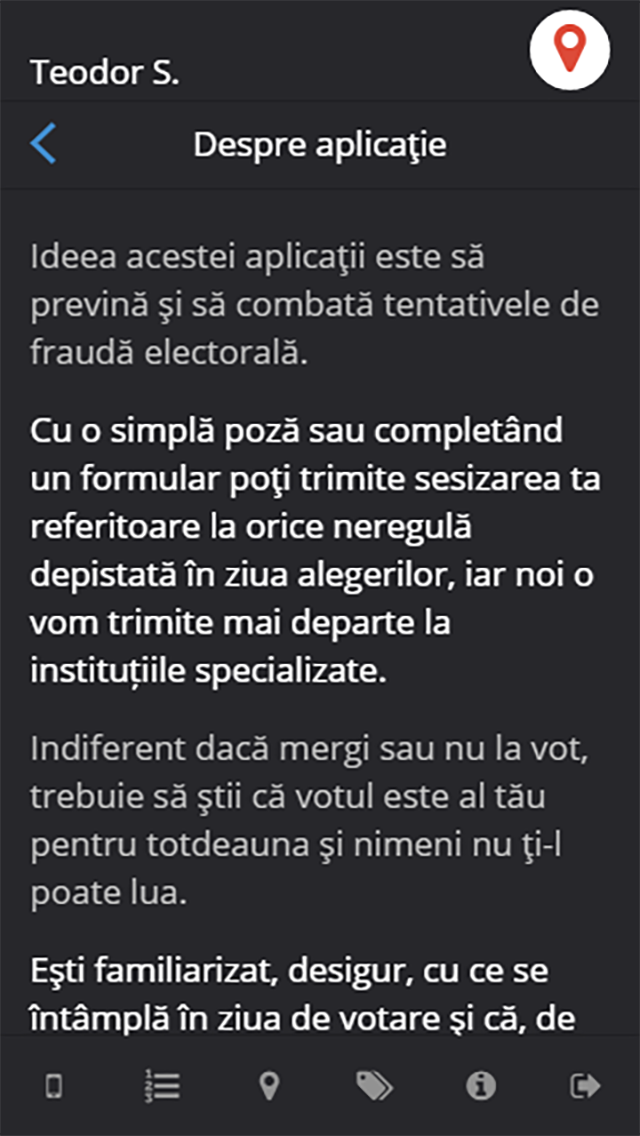 Teodor S.
Despre aplicaţie
Ideea acestei aplicaţii este să
prevină şi să combată tentativele de
fraudă electorală.
Cu o simplă poză sau completând
un formular poţi trimite sesizarea ta
referitoare la orice neregulă
depistată în ziua alegerilor, iar noi o
vom trimite mai departe la
instituțiile specializate.
Indiferent dacă mergi sau nu la vot,
trebuie să ştii că votul este al tău
pentru totdeauna şi nimeni nu ţi-l
poate lua.
Eşti familiarizat, desigur, cu ce se
întâmplă în ziua de votare şi că, de